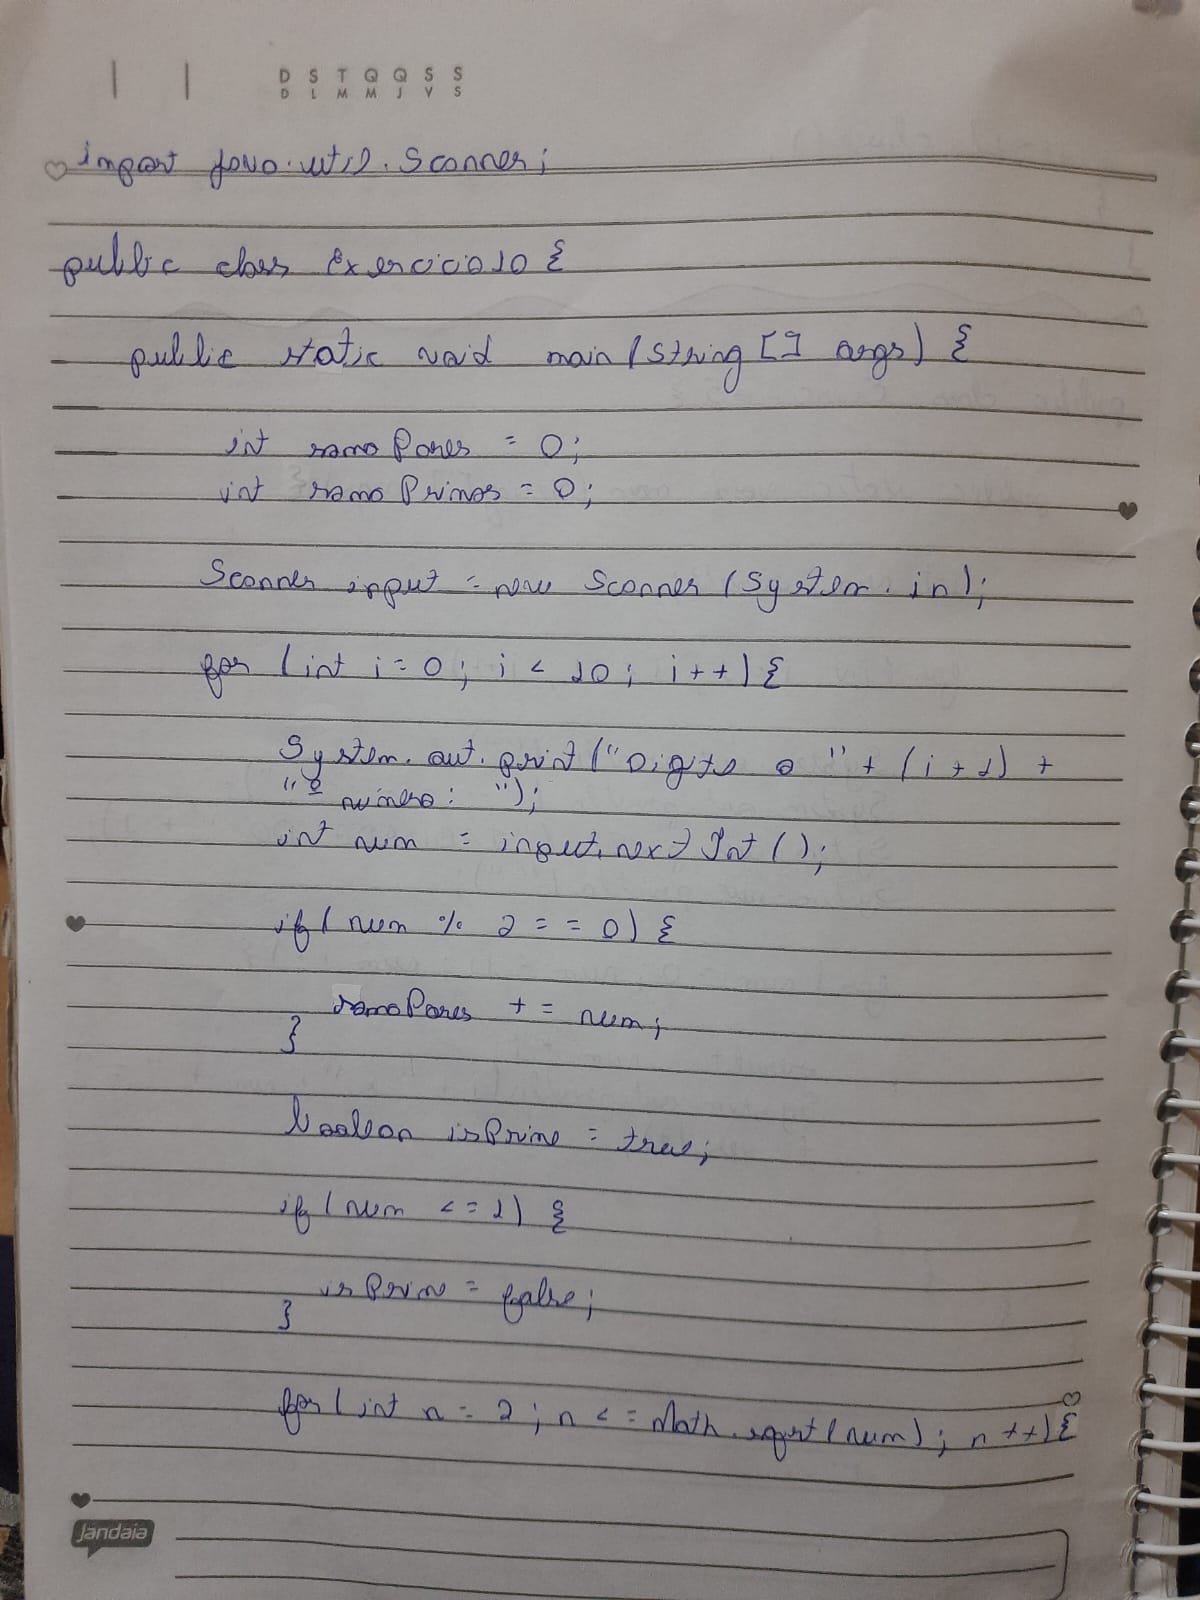 D S T Q Q S S
D L M M J V S
import java.util.Scanner;
public class Exercicio10 {
public static void main(String[] args) {
int somaPares = 0;
int somaPrimos = 0;
Scanner input = new Scanner(System.in);
for (int i = 0; i < 10; i++) {
System.out.print("Digite o " + (i + 1) +
"º número: ");
int num = input.nextInt();
if (num % 2 == 0) {
somaPares += num;
}
boolean isPrime = true;
if (num <= 1) {
isPrime = false;
}
for (int n = 2; n <= Math.sqrt(num); n++) {
Jandaia